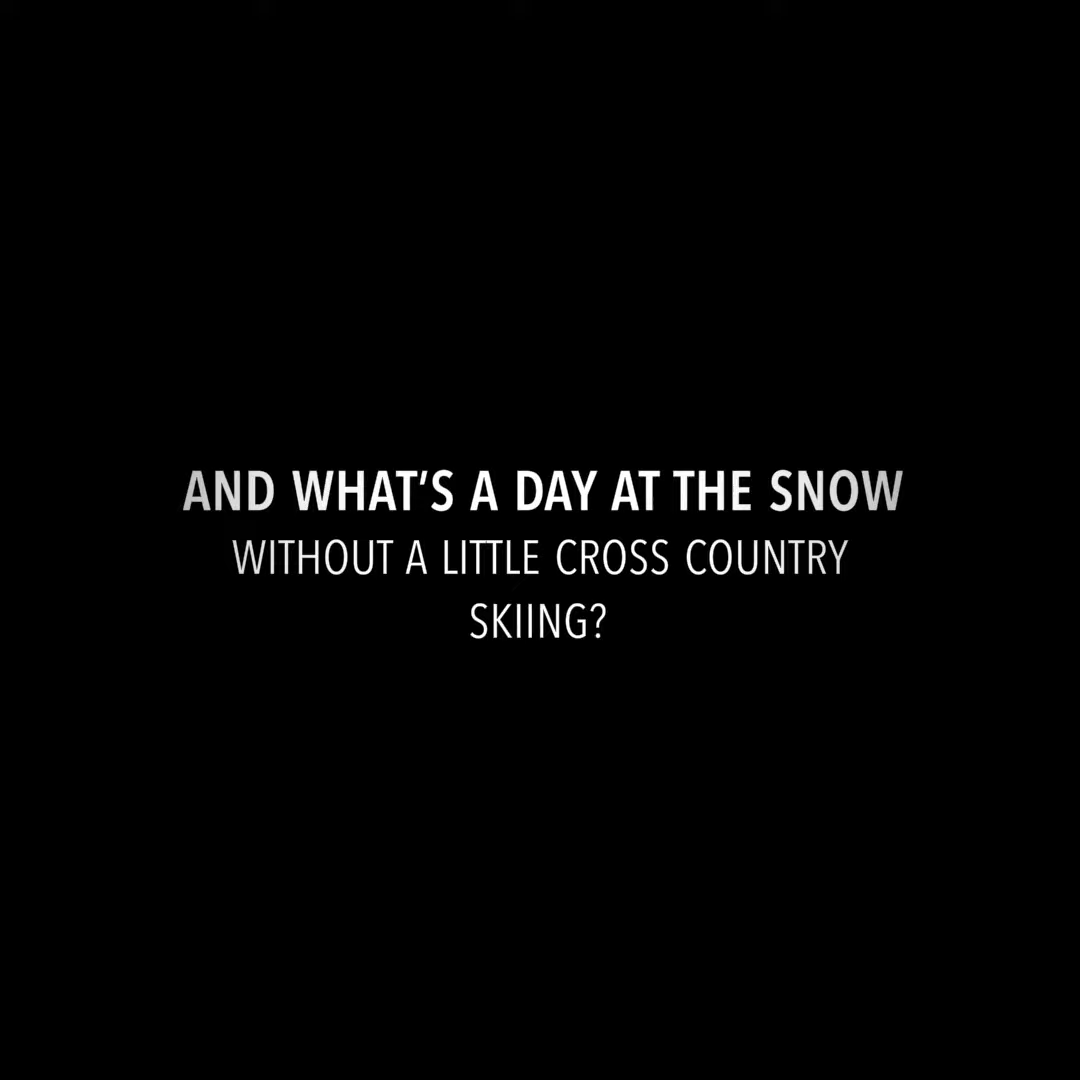 AND WHAT’S A DAY AT THE SNOW
WITHOUT A LITTLE CROSS COUNTRY
SKIING?